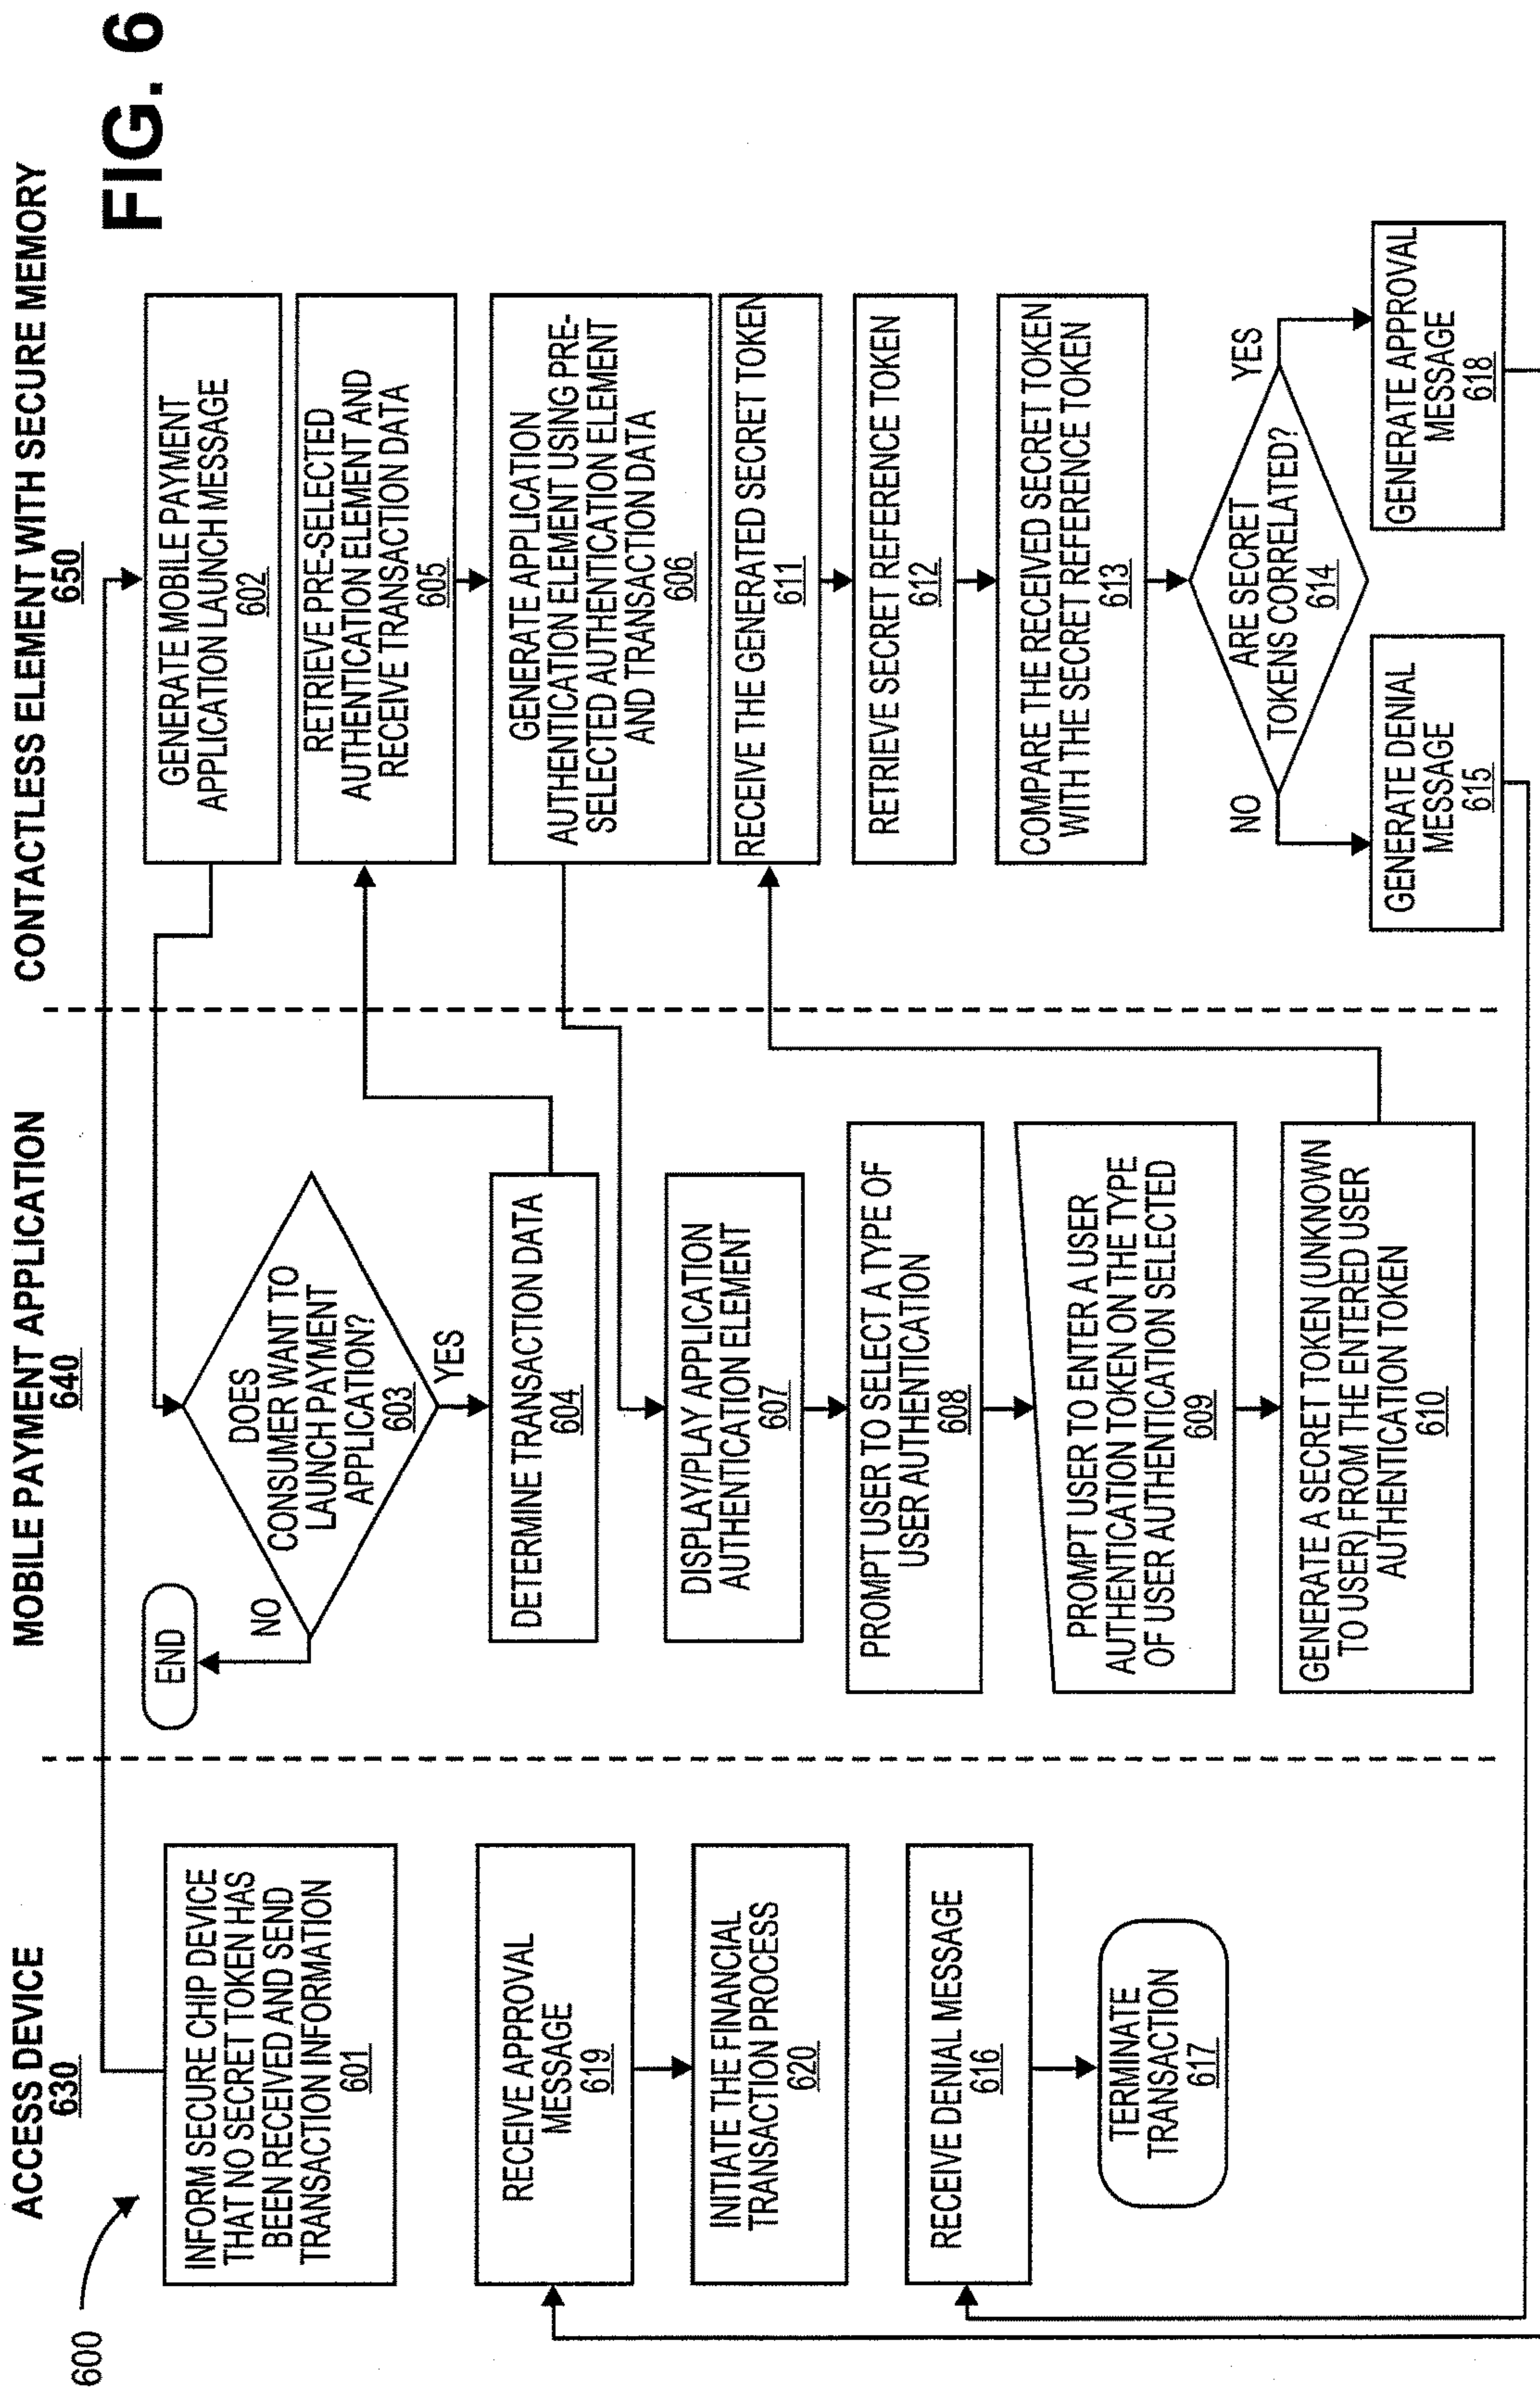 FIG. 6
600
ACCESS DEVICE
630
INFORM SECURE CHIP DEVICE
THAT NO SECRET TOKEN HAS
BEEN RECEIVED AND SEND
TRANSACTION INFORMATION
601
RECEIVE APPROVAL
MESSAGE
619
INITIATE THE FINANCIAL
TRANSACTION PROCESS
620
RECEIVE DENIAL MESSAGE
616
TERMINATE
TRANSACTION
617
MOBILE PAYMENT APPLICATION
640
END
NO
DOES
CONSUMER WANT TO
LAUNCH PAYMENT
APPLICATION?
603
YES
DETERMINE TRANSACTION DATA
604
DISPLAY/PLAY APPLICATION
AUTHENTICATION ELEMENT
607
PROMPT USER TO SELECT A TYPE OF
USER AUTHENTICATION
608
PROMPT USER TO ENTER A USER
AUTHENTICATION TOKEN ON THE TYPE
OF USER AUTHENTICATION SELECTED
609
GENERATE A SECRET TOKEN (UNKNOWN
TO USER) FROM THE ENTERED USER
AUTHENTICATION TOKEN
610
CONTACTLESS ELEMENT WITH SECURE MEMORY
650
GENERATE MOBILE PAYMENT
APPLICATION LAUNCH MESSAGE
602
RETRIEVE PRE-SELECTED
AUTHENTICATION ELEMENT AND
RECEIVE TRANSACTION DATA
605
GENERATE APPLICATION
AUTHENTICATION ELEMENT USING PRE-
SELECTED AUTHENTICATION ELEMENT
AND TRANSACTION DATA
606
RECEIVE THE GENERATED SECRET TOKEN
611
RETRIEVE SECRET REFERENCE TOKEN
612
COMPARE THE RECEIVED SECRET TOKEN
WITH THE SECRET REFERENCE TOKEN
613
ARE SECRET
TOKENS CORRELATED?
614
NO
YES
GENERATE DENIAL
MESSAGE
615
GENERATE APPROVAL
MESSAGE
618